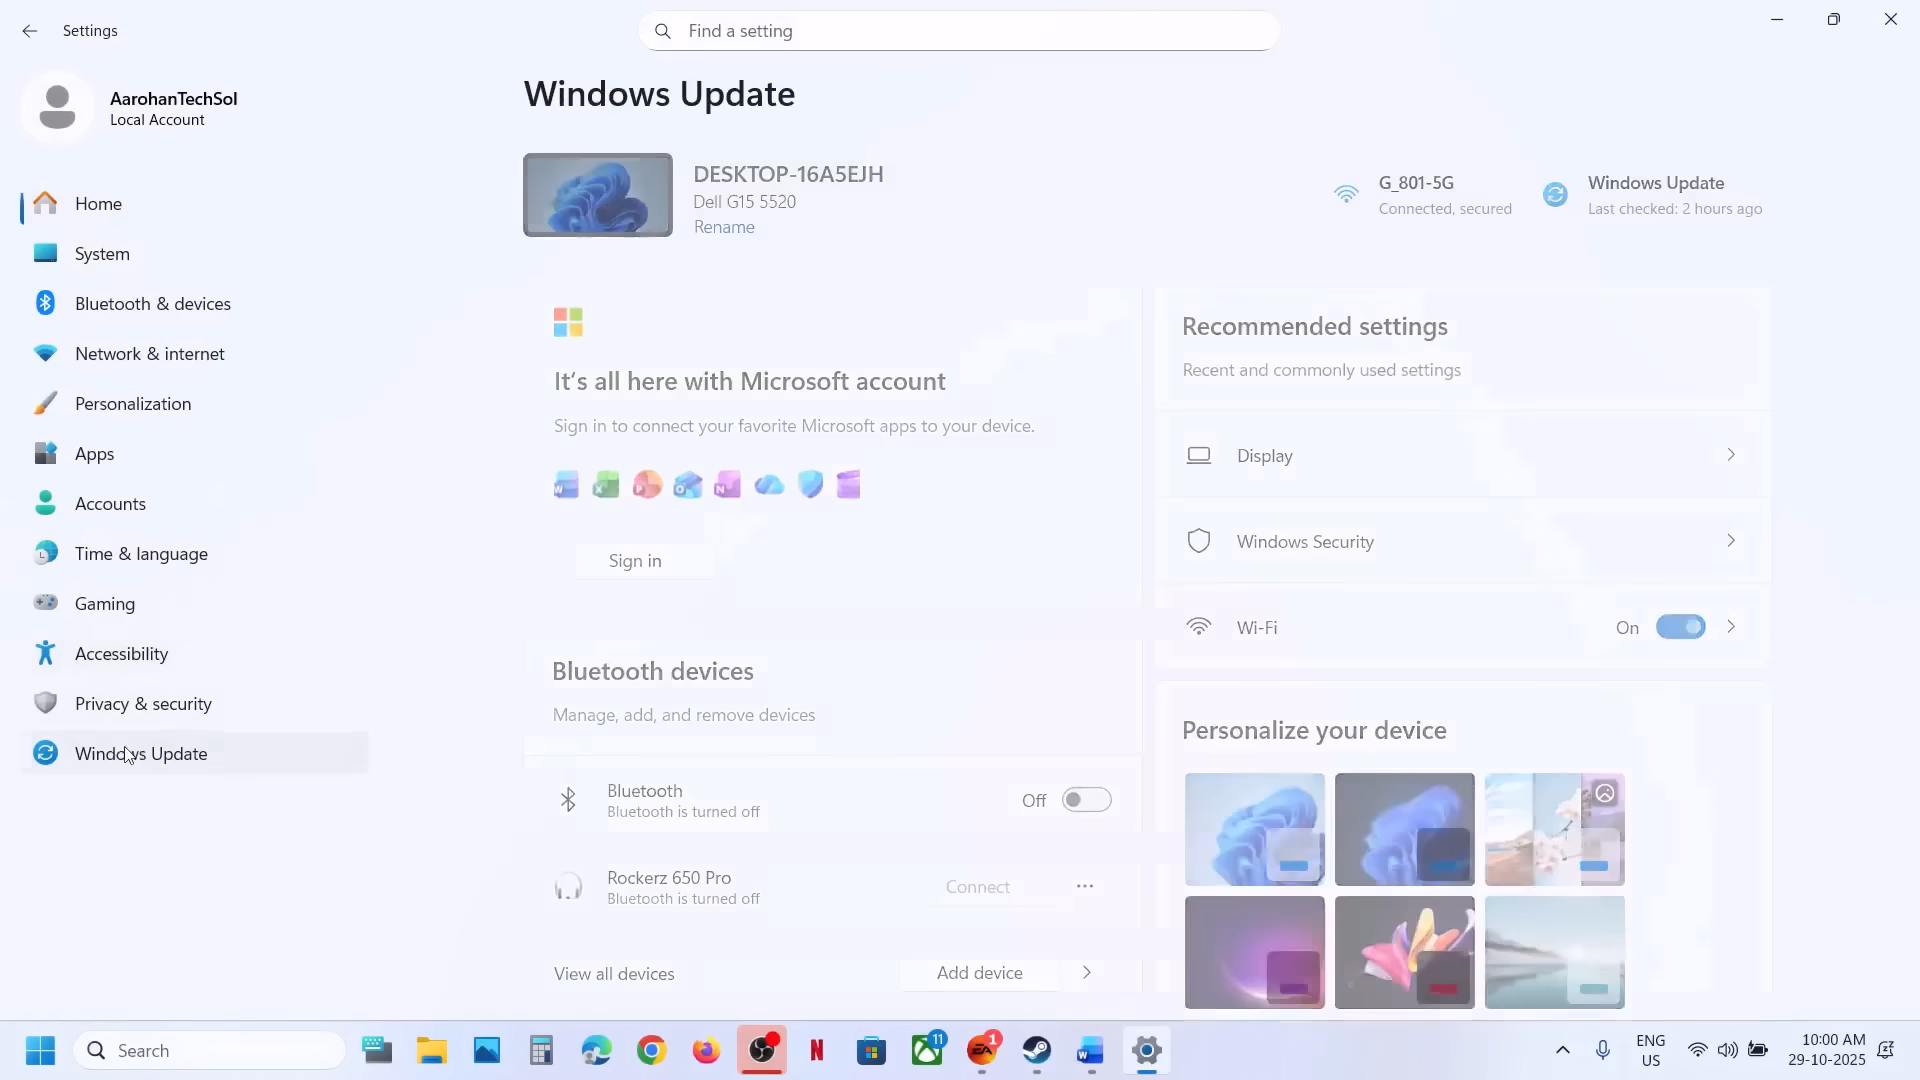 Settings
Find a setting
AarohanTechSol
Local Account
Home
System
Bluetooth & devices
Network & internet
Personalization
Apps
Accounts
Time & language
Gaming
Accessibility
Privacy & security
Windows Update
Windows Update
DESKTOP-16A5EJH
Dell G15 5520
Rename
G_801-5G
Connected, secured
Windows Update
Last checked: 2 hours ago
It's all here with Microsoft account
Sign in to connect your favorite Microsoft apps to your device.
Sign in
Bluetooth devices
Manage, add, and remove devices
Bluetooth
Bluetooth is turned off
Off
Rockerz 650 Pro
Bluetooth is turned off
Connect
View all devices
Add device
Recommended settings
Recent and commonly used settings
Display
Windows Security
Wi-Fi
On
Personalize your device
Search
11
1
ENG
US
10:00 AM
29-10-2025